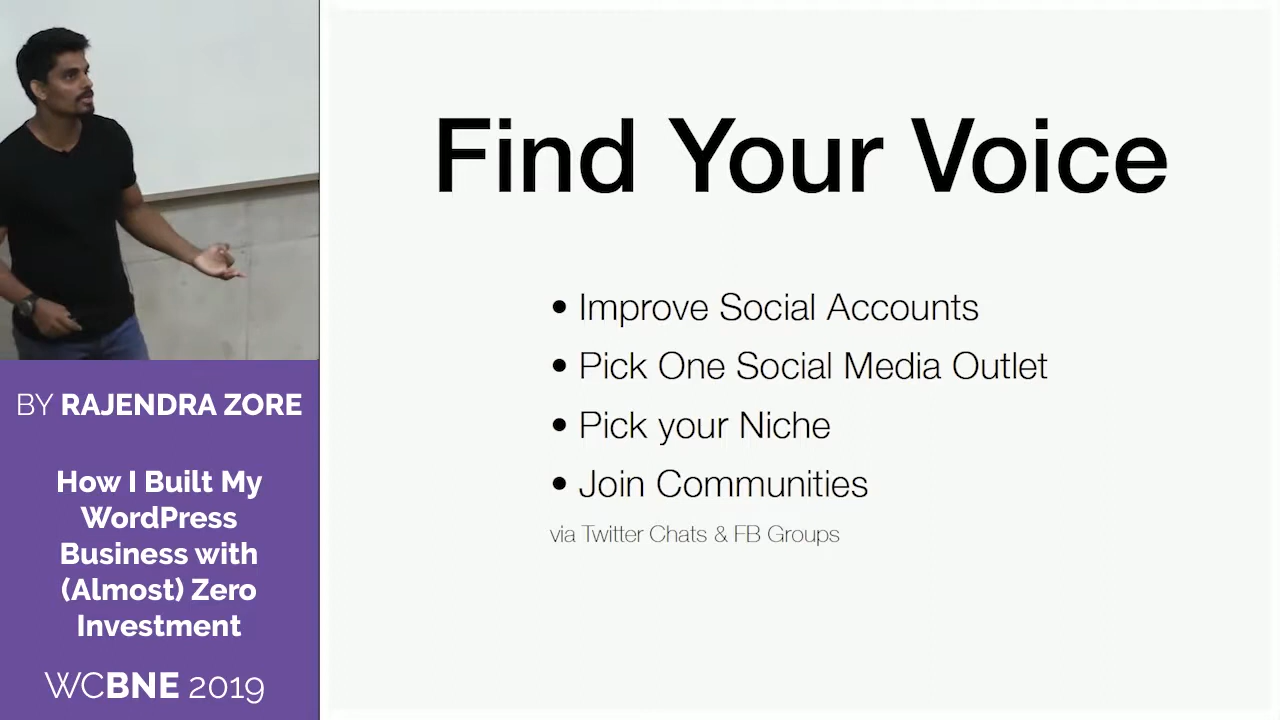 Find Your Voice
• Improve Social Accounts
• Pick One Social Media Outlet
• Pick your Niche
• Join Communities
via Twitter Chats & FB Groups
BY RAJENDRA ZORE
How I Built My
WordPress
Business with
(Almost) Zero
Investment
WCBNE 2019